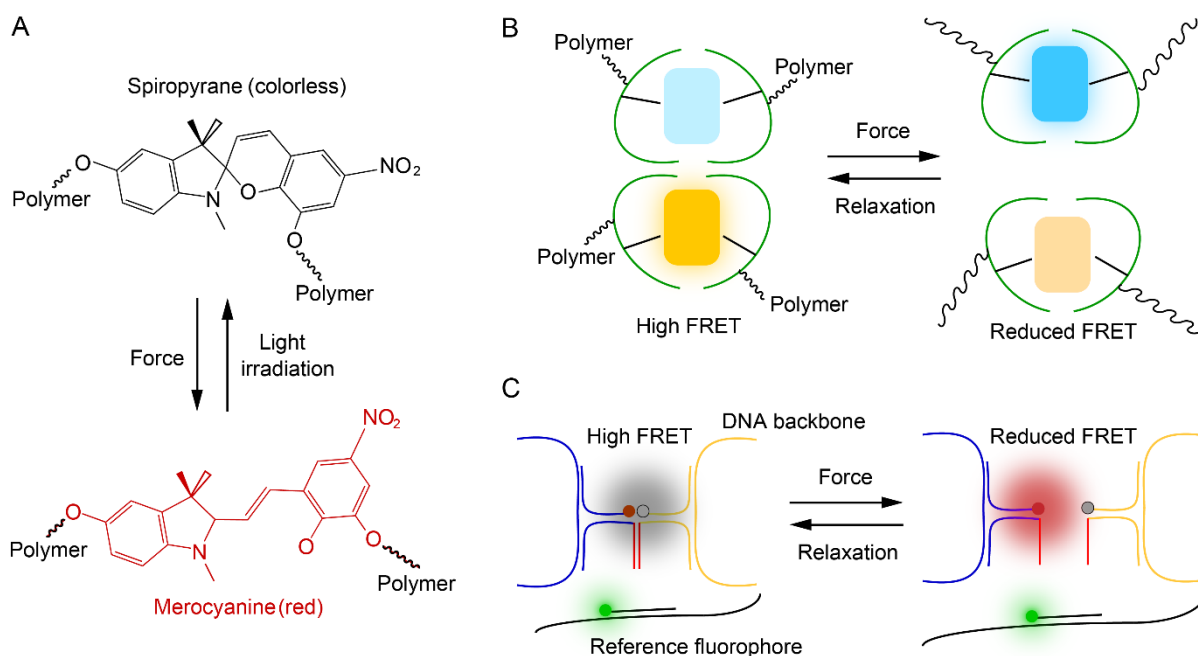 A
Spiropyrane (colorless)
O
Polymer
N
O
NO2
O
Polymer
Force
Light
irradiation
NO2
O
Polymer
N
O
O
Polymer
Merocyanine (red)
B
Polymer
Polymer
Polymer
Polymer
High FRET
Force
Relaxation
Reduced FRET
C
High FRET
DNA backbone
Force
Relaxation
Reduced FRET
Reference fluorophore